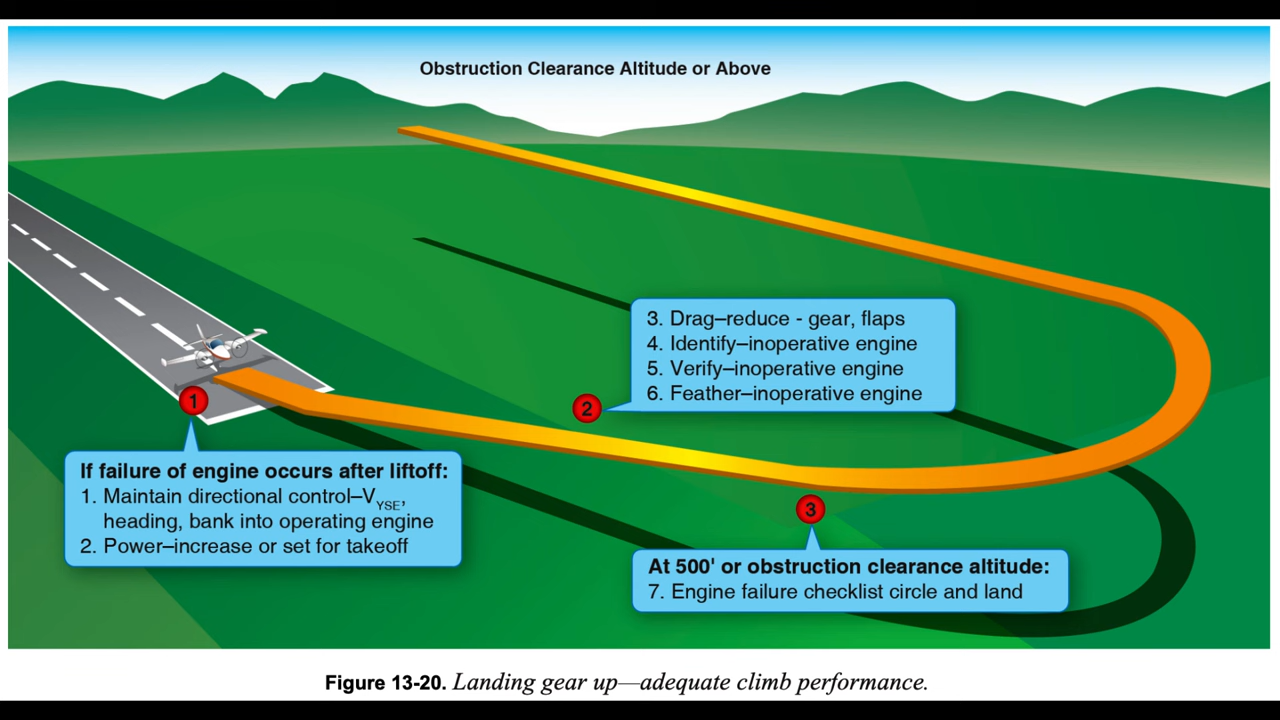 Obstruction Clearance Altitude or Above
3. Drag–reduce - gear, flaps
4. Identify–inoperative engine
5. Verify–inoperative engine
6. Feather–inoperative engine
1
2
If failure of engine occurs after liftoff:
1. Maintain directional control–VYSE,
heading, bank into operating engine
2. Power–increase or set for takeoff
3
At 500' or obstruction clearance altitude:
7. Engine failure checklist circle and land
Figure 13-20. Landing gear up—adequate climb performance.